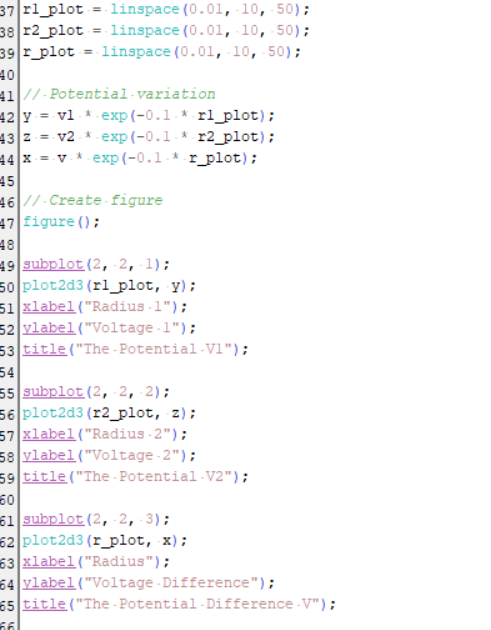 37 r1_plot = linspace(0.01, 10, 50);
38 r2_plot = linspace(0.01, 10, 50);
39 r_plot = linspace(0.01, 10, 50);
40
41 // Potential variation
42 y = v1 * exp(-0.1 * r1_plot);
43 z = v2 * exp(-0.1 * r2_plot);
44 x = v * exp(-0.1 * r_plot);
45
46 // Create figure
47 figure();
48
49 subplot(2, 2, 1);
50 plot2d3(r1_plot, y);
51 xlabel("Radius 1");
52 ylabel("Voltage 1");
53 title("The Potential V1");
54
55 subplot(2, 2, 2);
56 plot2d3(r2_plot, z);
57 xlabel("Radius 2");
58 ylabel("Voltage 2");
59 title("The Potential V2");
60
61 subplot(2, 2, 3);
62 plot2d3(r_plot, x);
63 xlabel("Radius");
64 ylabel("Voltage Difference");
65 title("The Potential Difference V");
66